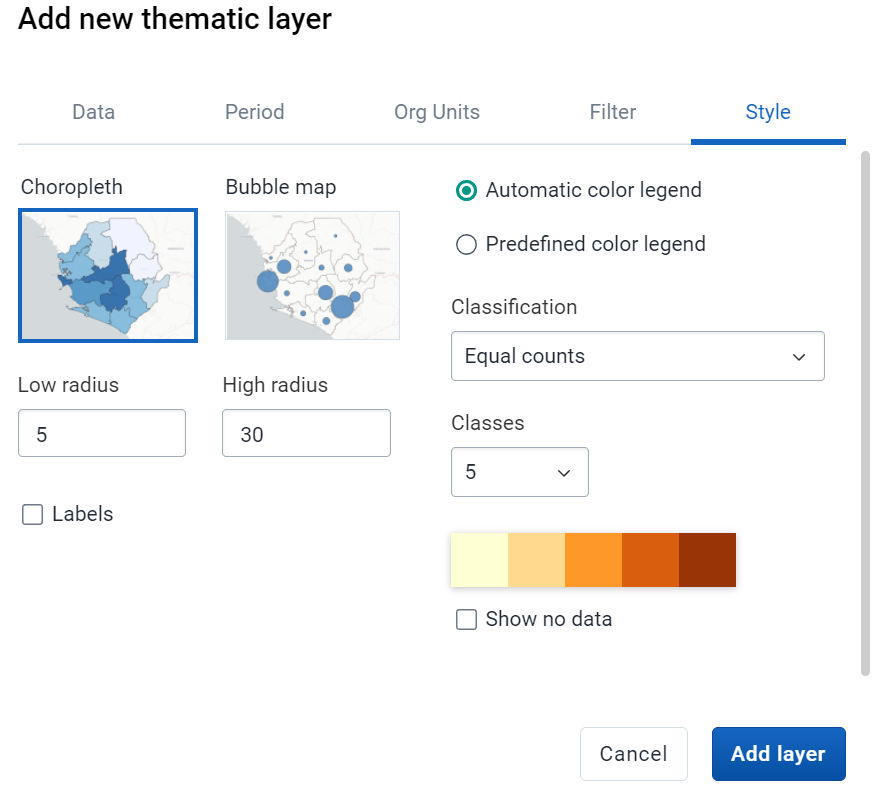 Add new thematic layer
Data Period Org Units Filter Style
Choropleth Bubble map
Low radius High radius
5 30
Labels
Automatic color legend
Predefined color legend
Classification
Equal counts
Classes
5
Show no data
Cancel Add layer